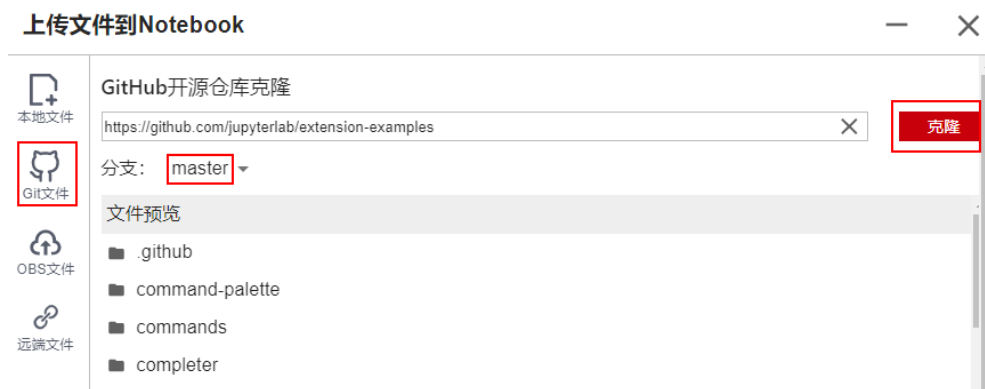 上传文件到Notebook
本地文件
Git文件
OBS文件
远端文件
GitHub开源仓库克隆
https://github.com/jupyterlab/extension-examples
克隆
分支： master
文件预览
.github
command-palette
commands
completer